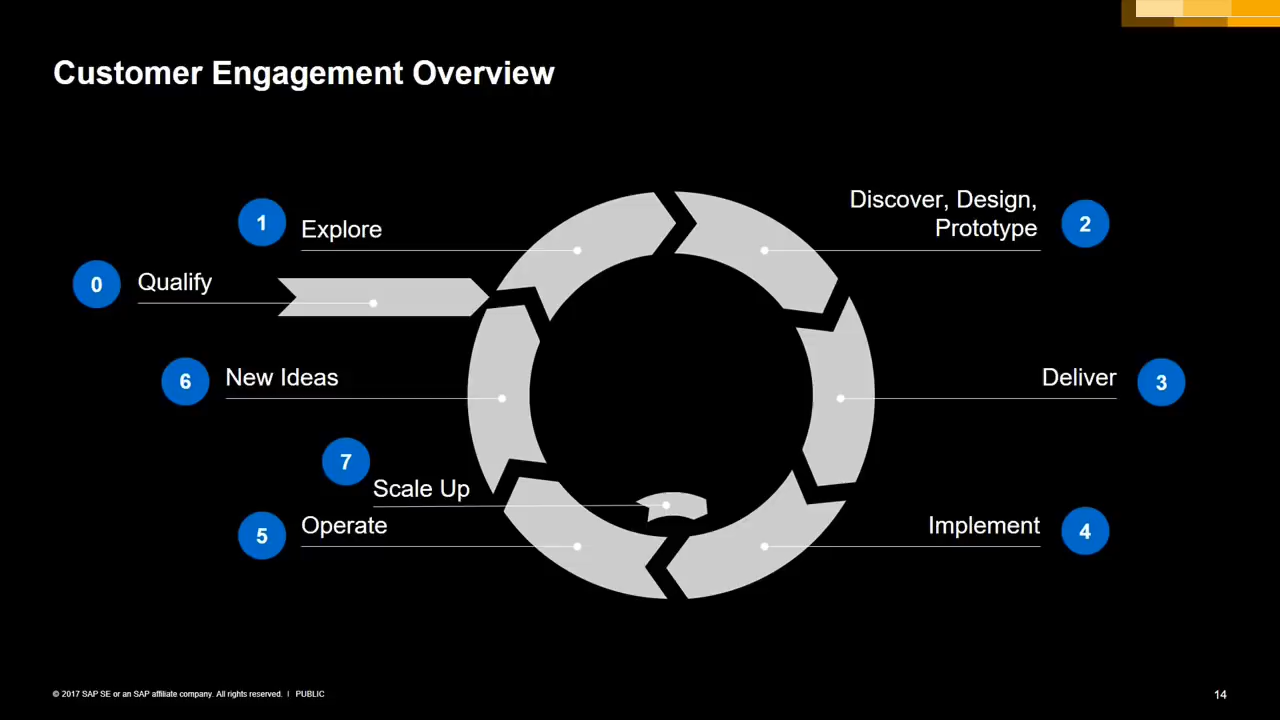 Customer Engagement Overview
1
Explore
Discover, Design,
Prototype
2
0
Qualify
6
New Ideas
Deliver
3
7
Scale Up
5
Operate
Implement
4
© 2017 SAP SE or an SAP affiliate company. All rights reserved. | PUBLIC
14